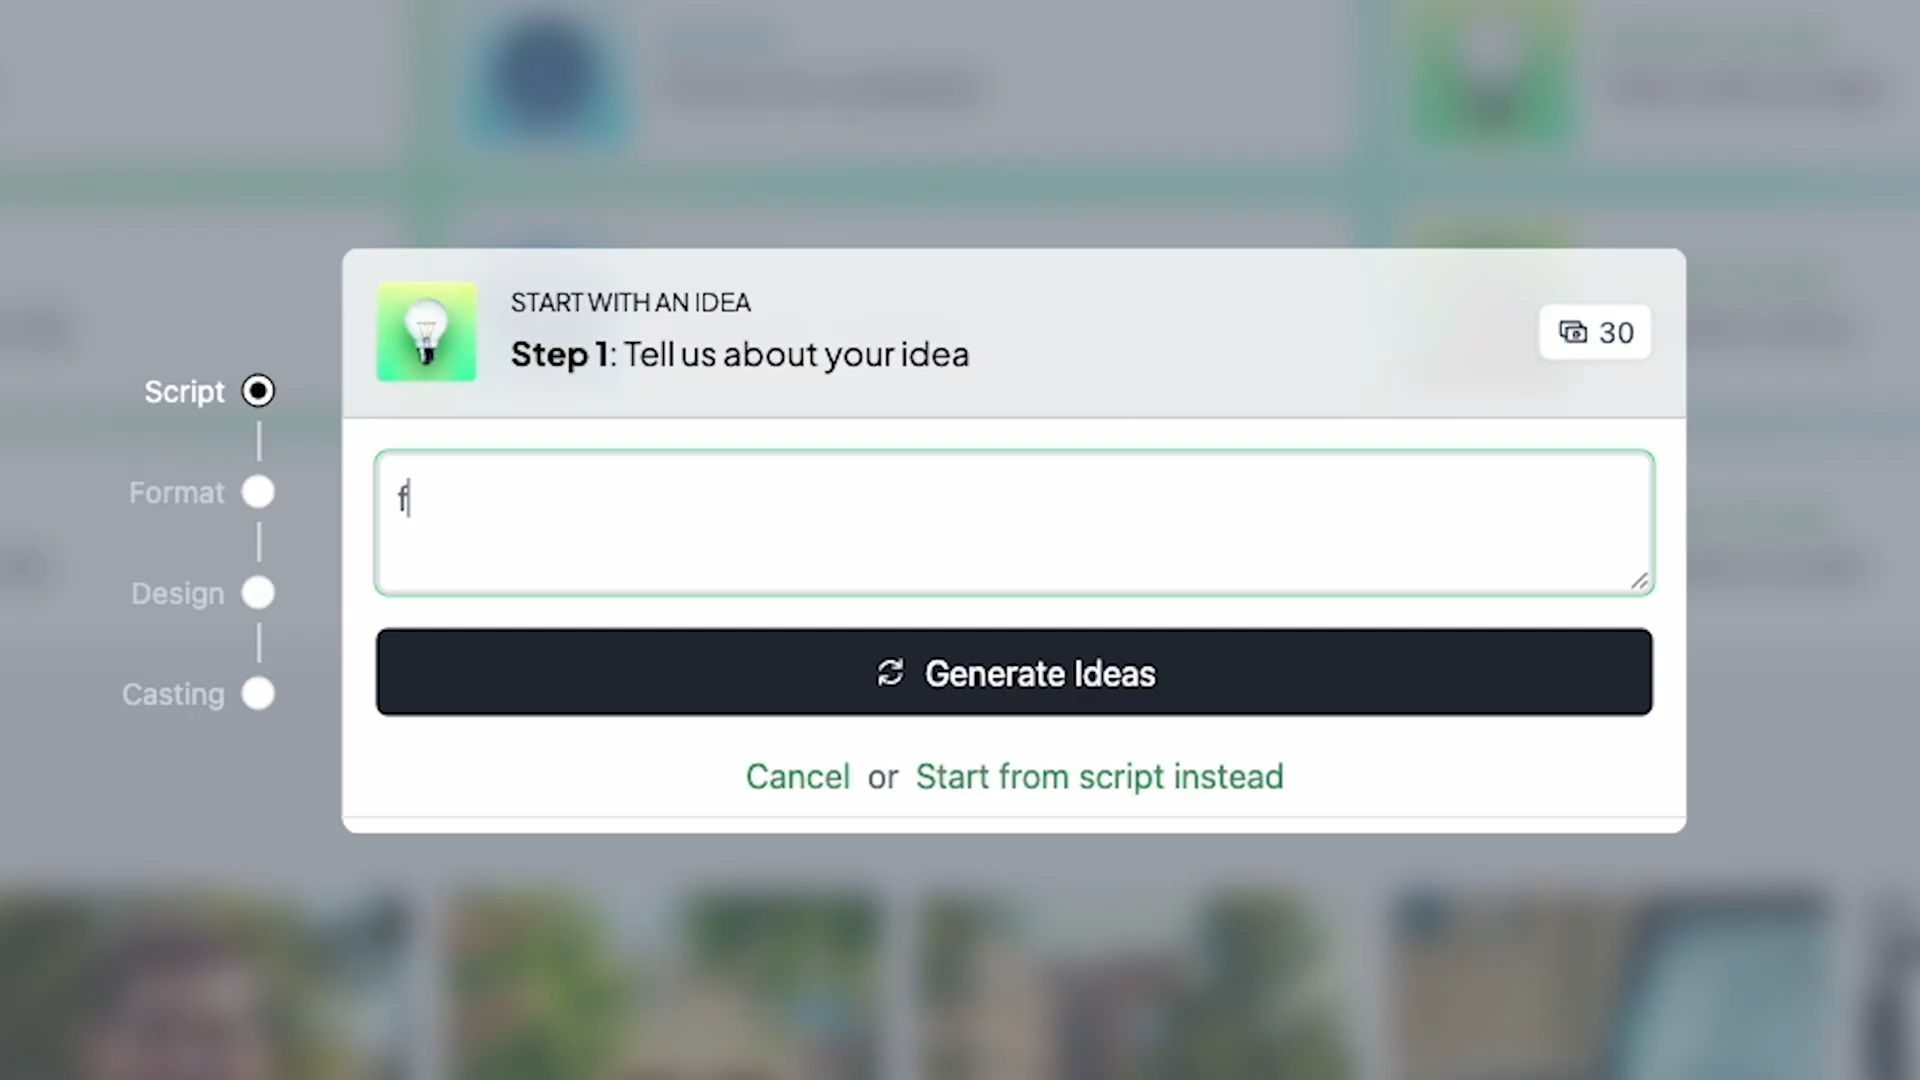 START WITH AN IDEA
Step 1: Tell us about your idea
30
Script
Format
Design
Casting
f
Generate Ideas
Cancel or Start from script instead